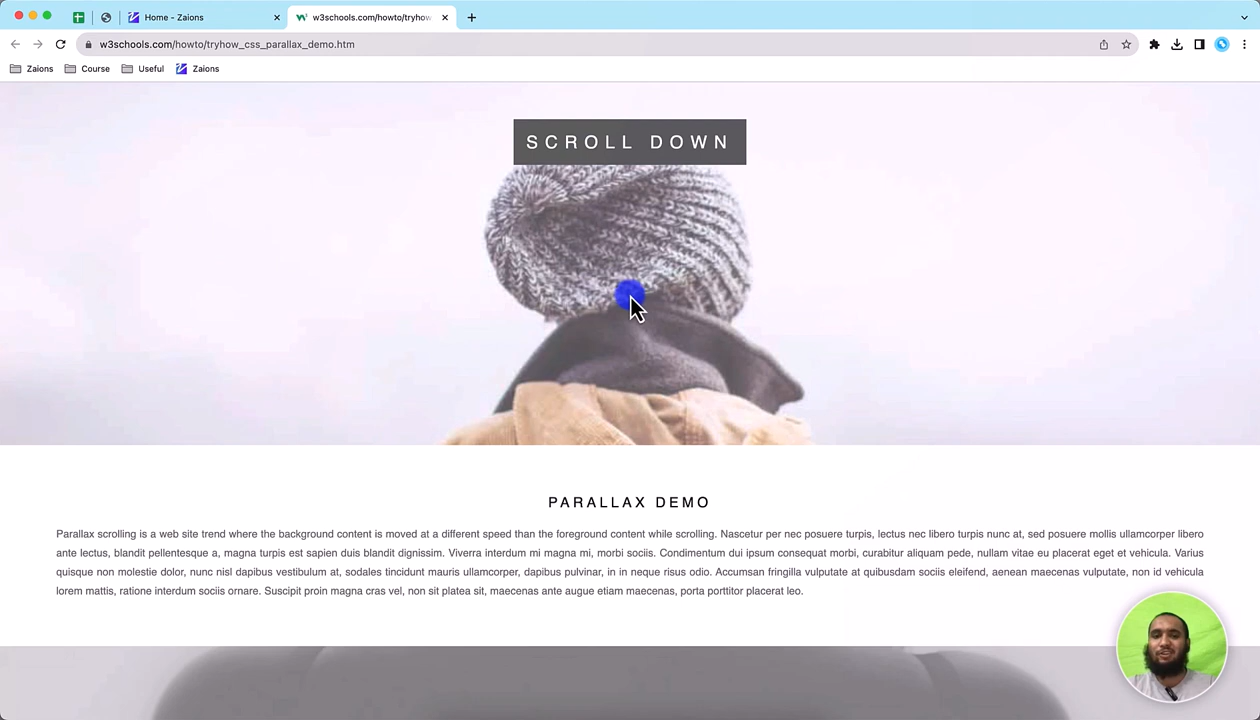 Home - Zaions
w3schools.com/howto/tryhow
w3schools.com/howto/tryhow_css_parallax_demo.htm
Zaions
Course
Useful
Zaions
SCROLL DOWN
PARALLAX DEMO
Parallax scrolling is a web site trend where the background content is moved at a different speed than the foreground content while scrolling. Nascetur per nec posuere turpis, lectus nec libero turpis nunc at, sed posuere mollis ullamcorper libero
ante lectus, blandit pellentesque a, magna turpis est sapien duis blandit dignissim. Viverra interdum mi magna mi, morbi sociis. Condimentum dui ipsum consequat morbi, curabitur aliquam pede, nullam vitae eu placerat eget et vehicula. Varius
quisque non molestie dolor, nunc nisl dapibus vestibulum at, sodales tincidunt mauris ullamcorper, dapibus pulvinar, in in neque risus odio. Accumsan fringilla vulputate at quibusdam sociis eleifend, aenean maecenas vulputate, non id vehicula
lorem mattis, ratione interdum sociis ornare. Suscipit proin magna cras vel, non sit platea sit, maecenas ante augue etiam maecenas, porta porttitor placerat leo.